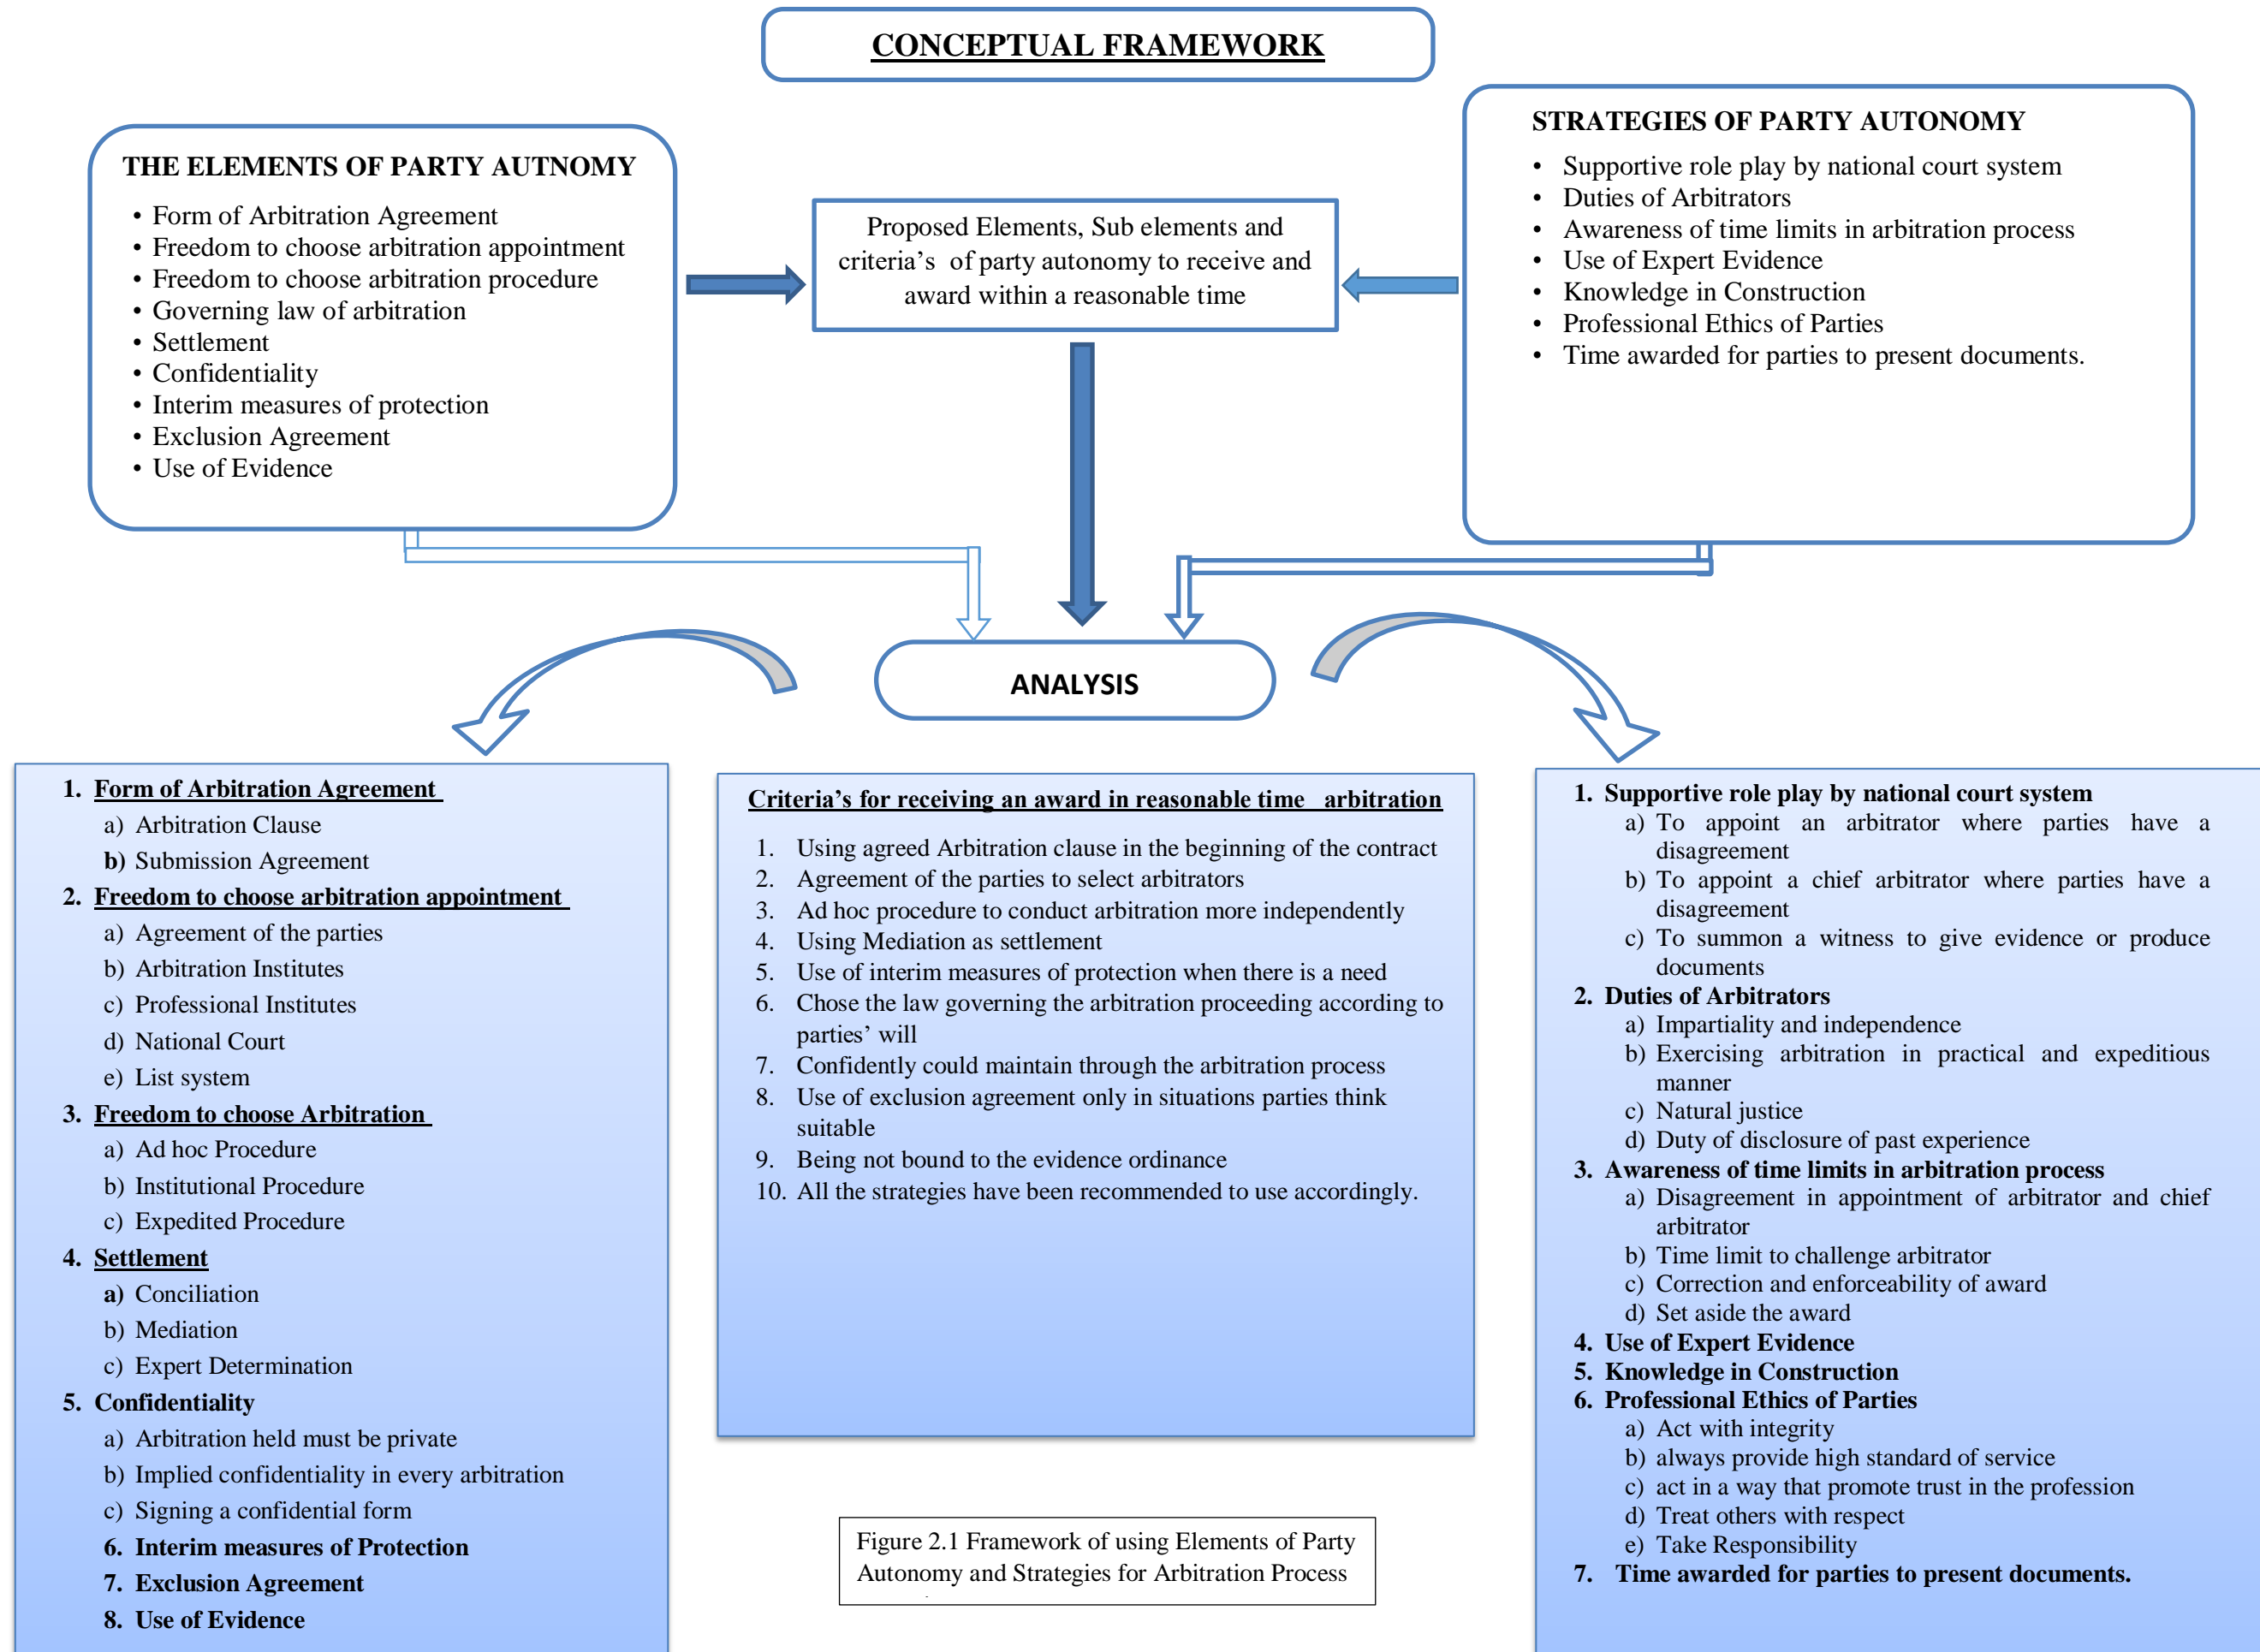 CONCEPTUAL FRAMEWORK
THE ELEMENTS OF PARTY AUTNOMY
• Form of Arbitration Agreement
• Freedom to choose arbitration appointment
• Freedom to choose arbitration procedure
• Governing law of arbitration
• Settlement
• Confidentiality
• Interim measures of protection
• Exclusion Agreement
• Use of Evidence
Proposed Elements, Sub elements and
criteria's of party autonomy to receive and
award within a reasonable time
STRATEGIES OF PARTY AUTONOMY
• Supportive role play by national court system
• Duties of Arbitrators
• Awareness of time limits in arbitration process
• Use of Expert Evidence
• Knowledge in Construction
• Professional Ethics of Parties
• Time awarded for parties to present documents.
ANALYSIS
1. Form of Arbitration Agreement
a) Arbitration Clause
b) Submission Agreement
2. Freedom to choose arbitration appointment
a) Agreement of the parties
b) Arbitration Institutes
c) Professional Institutes
d) National Court
e) List system
3. Freedom to choose Arbitration
a) Ad hoc Procedure
b) Institutional Procedure
c) Expedited Procedure
4. Settlement
a) Conciliation
b) Mediation
c) Expert Determination
5. Confidentiality
a) Arbitration held must be private
b) Implied confidentiality in every arbitration
c) Signing a confidential form
6. Interim measures of Protection
7. Exclusion Agreement
8. Use of Evidence
Criteria's for receiving an award in reasonable time arbitration
1. Using agreed Arbitration clause in the beginning of the contract
2. Agreement of the parties to select arbitrators
3. Ad hoc procedure to conduct arbitration more independently
4. Using Mediation as settlement
5. Use of interim measures of protection when there is a need
6. Chose the law governing the arbitration proceeding according to
parties' will
7. Confidently could maintain through the arbitration process
8. Use of exclusion agreement only in situations parties think
suitable
9. Being not bound to the evidence ordinance
10. All the strategies have been recommended to use accordingly.
Figure 2.1 Framework of using Elements of Party
Autonomy and Strategies for Arbitration Process
1. Supportive role play by national court system
a) To appoint an arbitrator where parties have a
disagreement
b) To appoint a chief arbitrator where parties have a
disagreement
c) To summon a witness to give evidence or produce
documents
2. Duties of Arbitrators
a) Impartiality and independence
b) Exercising arbitration in practical and expeditious
manner
c) Natural justice
d) Duty of disclosure of past experience
3. Awareness of time limits in arbitration process
a) Disagreement in appointment of arbitrator and chief
arbitrator
b) Time limit to challenge arbitrator
c) Correction and enforceability of award
d) Set aside the award
4. Use of Expert Evidence
5. Knowledge in Construction
6. Professional Ethics of Parties
a) Act with integrity
b) always provide high standard of service
c) act in a way that promote trust in the profession
d) Treat others with respect
e) Take Responsibility
7. Time awarded for parties to present documents.